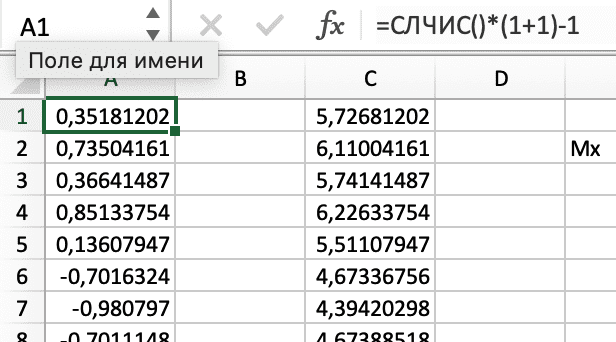 A1 fx =СЛЧИС()*(1+1)-1
Поле для имени
A B C D
1 0,35181202 5,72681202
2 0,73504161 6,11004161 Mx
3 0,36641487 5,74141487
4 0,85133754 6,22633754
5 0,13607947 5,51107947
6 -0,7016324 4,67336756
7 -0,980797 4,39420298
8 -0,7011148 4,67388518